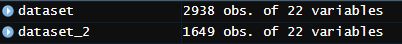 dataset 2938 obs. of 22 variables
dataset_2 1649 obs. of 22 variables